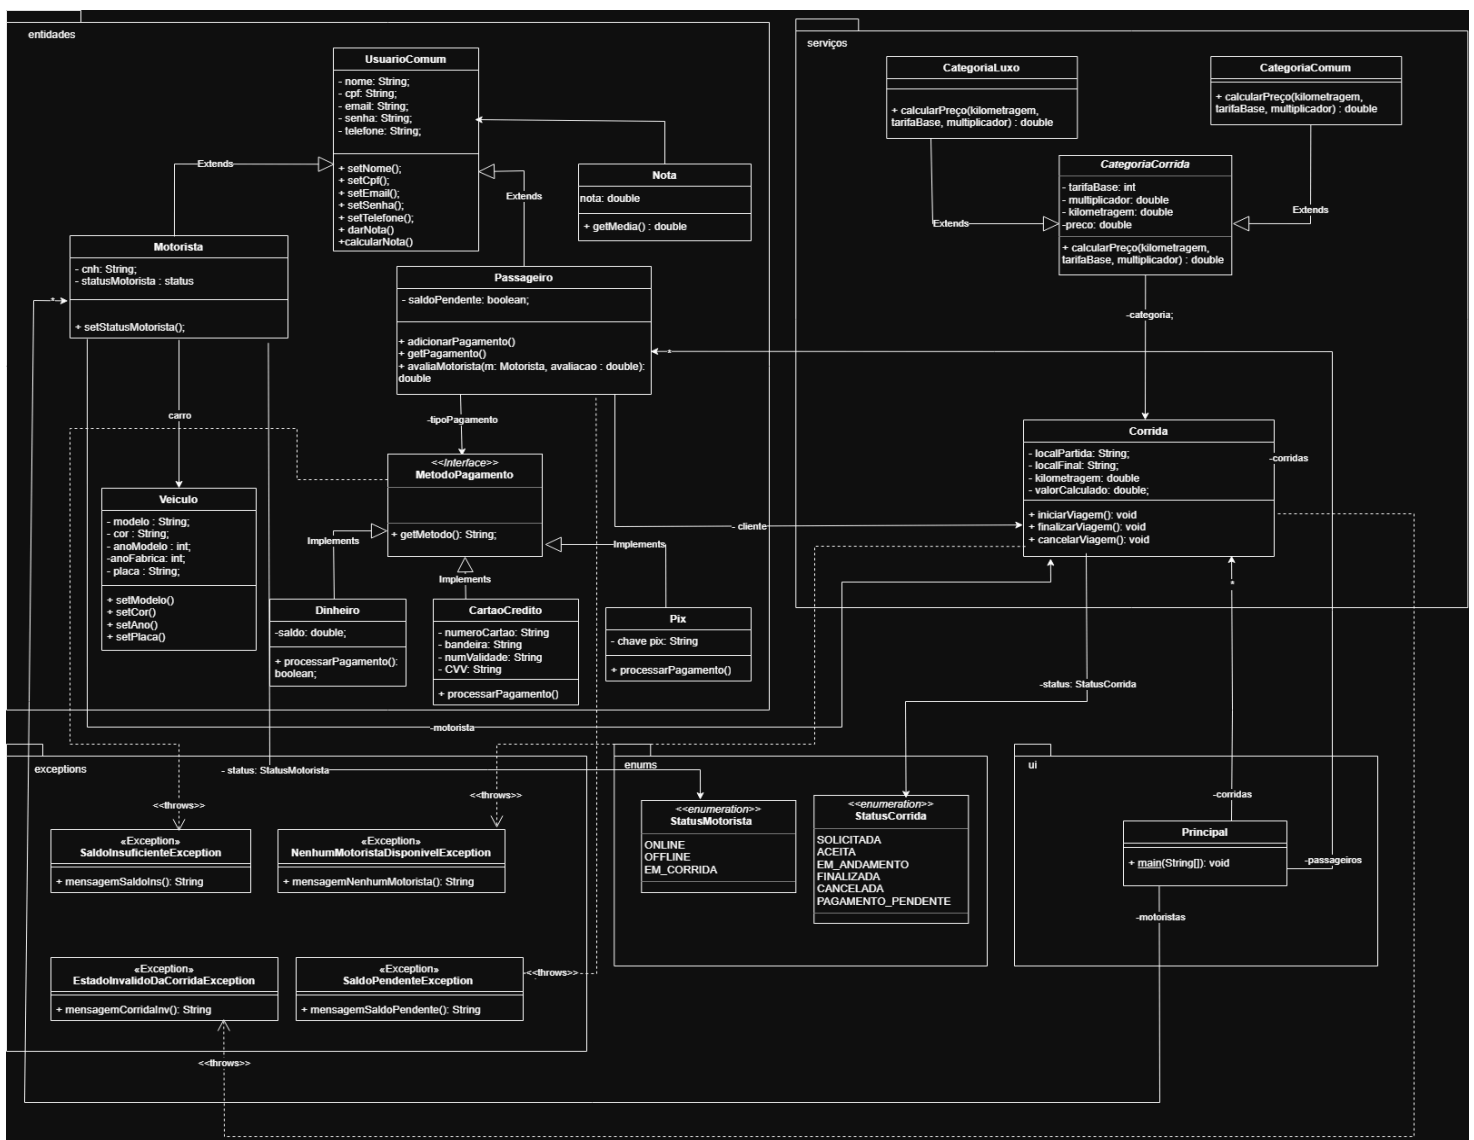 entidades
UsuarioComum
- nome: String;
- cpf: String;
- email: String;
- senha: String;
- telefone: String;
+ setNome();
+ setCpf();
+ setEmail();
+ setSenha();
+ setTelefone();
+ darNota()
+calcularNota()
Extends
Extends
Nota
nota: double
+ getMedia() : double
Motorista
- cnh: String;
- statusMotorista : status
+ setStatusMotorista();
*
Passageiro
- saldoPendente: boolean;
+ adicionarPagamento()
+ getPagamento()
+ avaliaMotorista(m: Motorista, avaliacao : double):
double
*
carro
-tipoPagamento
<<Interface>>
MetodoPagamento
+ getMetodo(): String;
Implements
Implements
Implements
Veiculo
- modelo : String;
- cor : String;
- anoModelo : int;
-anoFabrica: int;
- placa : String;
+ setModelo()
+ setCor()
+ setAno()
+ setPlaca()
Dinheiro
-saldo: double;
+ processarPagamento():
boolean;
CartaoCredito
- numeroCartao: String
- bandeira: String
- numValidade: String
- CVV: String
+ processarPagamento()
Pix
- chave pix: String
+ processarPagamento()
- cliente
-motorista
serviços
CategoriaLuxo
+ calcularPreço(kilometragem,
tarifaBase, multiplicador) : double
CategoriaComum
+ calcularPreço(kilometragem,
tarifaBase, multiplicador) : double
CategoriaCorrida
- tarifaBase: int
- multiplicador: double
- kilometragem: double
-preco: double
+ calcularPreço(kilometragem,
tarifaBase, multiplicador) : double
Extends
Extends
-categoria;
Corrida
- localPartida: String;
- localFinal: String;
- kilometragem: double
- valorCalculado: double;
+ iniciarViagem(): void
+ finalizarViagem(): void
+ cancelarViagem(): void
-corridas
*
-status: StatusCorrida
exceptions
- status: StatusMotorista
<<throws>>
<<throws>>
«Exception»
SaldoInsuficienteException
+ mensagemSaldoIns(): String
«Exception»
NenhumMotoristaDisponivelException
+ mensagemNenhumMotorista(): String
«Exception»
EstadoInvalidoDaCorridaException
+ mensagemCorridaInv(): String
«Exception»
SaldoPendenteException
+ mensagemSaldoPendente(): String
<<throws>>
<<throws>>
enums
<<enumeration>>
StatusMotorista
ONLINE
OFFLINE
EM_CORRIDA
<<enumeration>>
StatusCorrida
SOLICITADA
ACEITA
EM_ANDAMENTO
FINALIZADA
CANCELADA
PAGAMENTO_PENDENTE
ui
-corridas
Principal
+ main(String[]): void
-passageiros
-motoristas